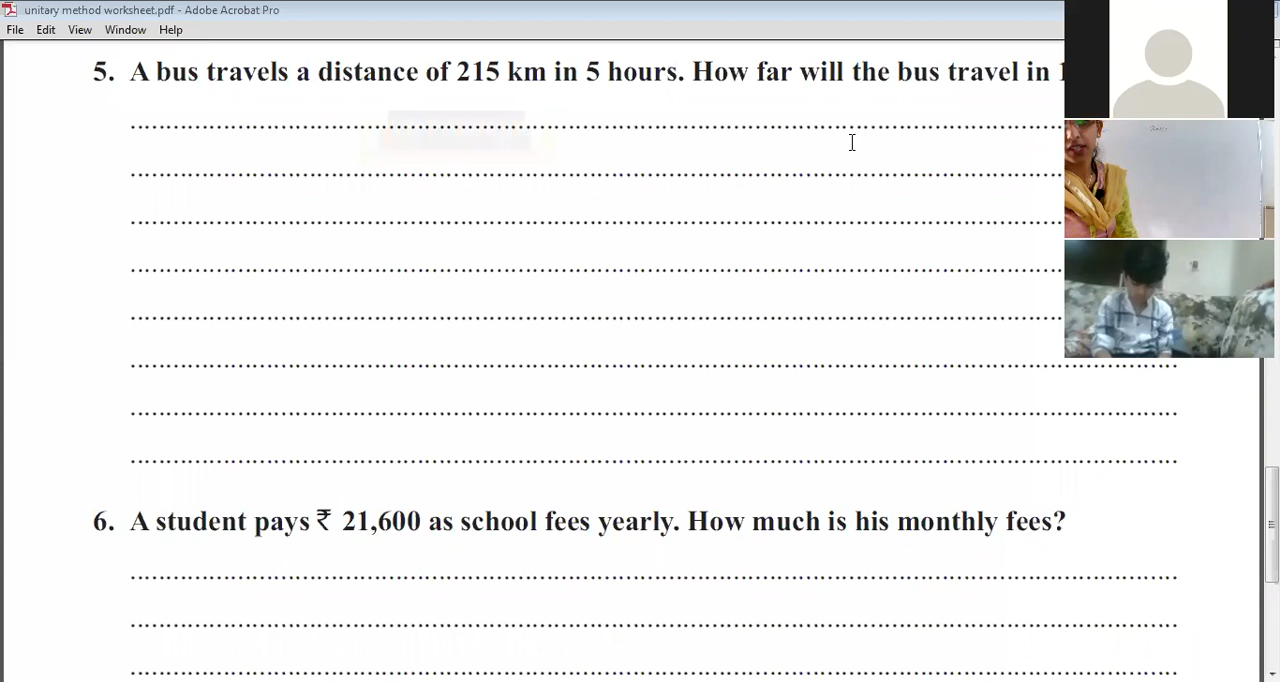 unitary method worksheet.pdf - Adobe Acrobat Pro
File Edit View Window Help
5. A bus travels a distance of 215 km in 5 hours. How far will the bus travel in
6. A student pays ₹ 21,600 as school fees yearly. How much is his monthly fees?